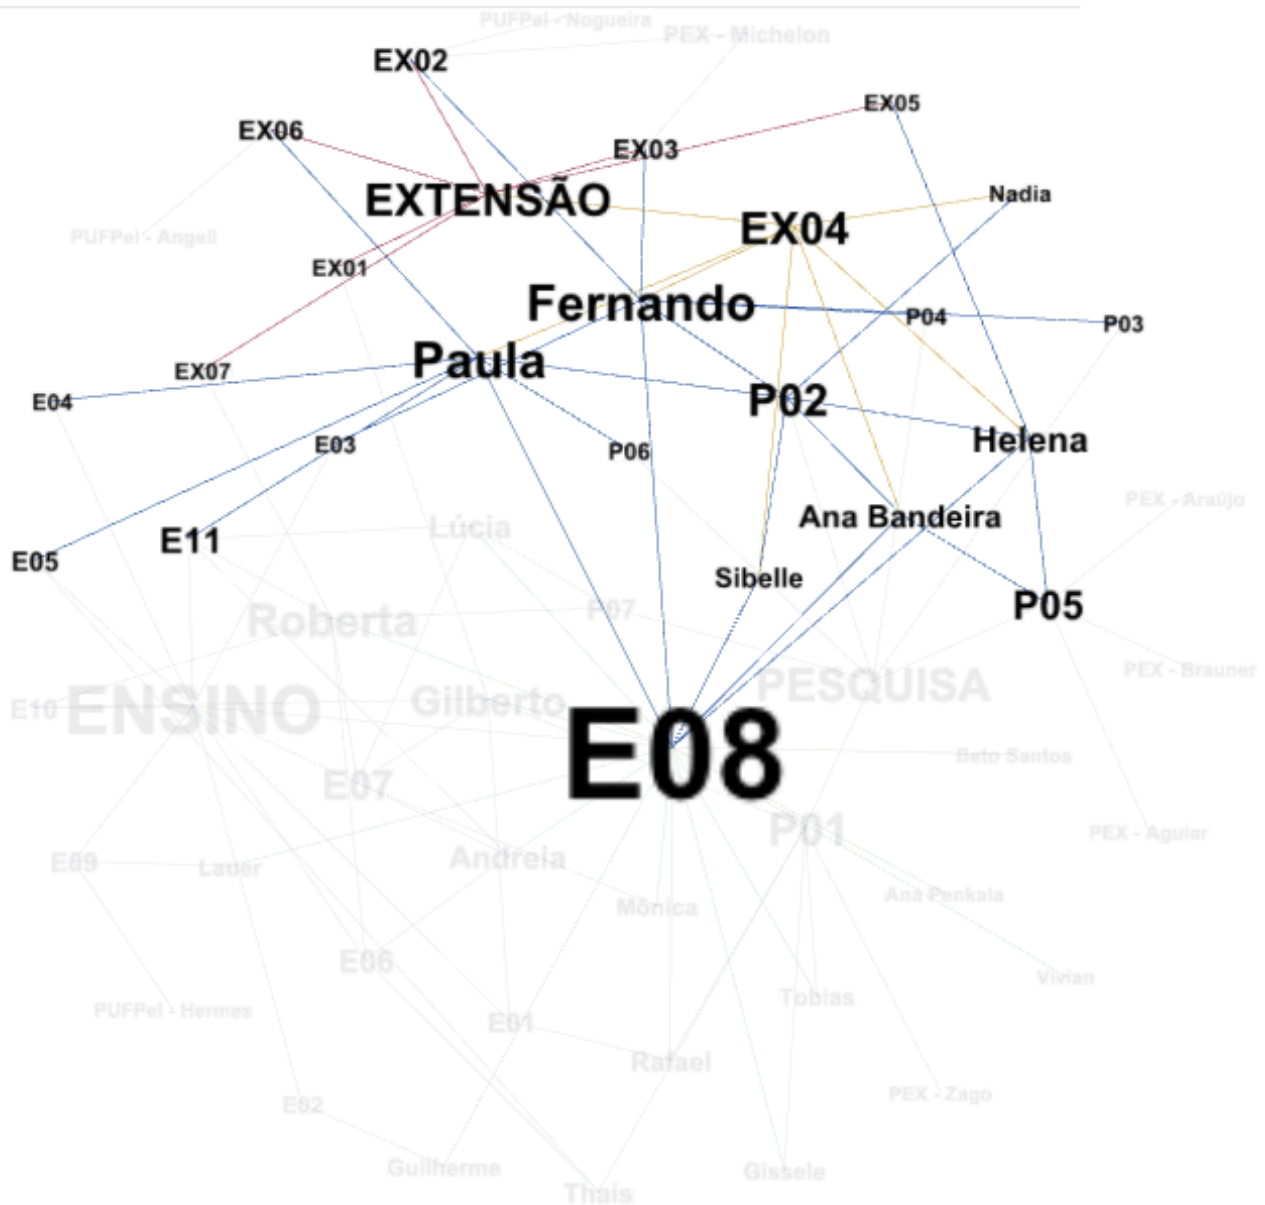 PUFPel - Nogueira
PEX - Michelon
EX02
EX05
EX06
EX03
Nadia
EXTENSÃO
EX04
PUFPel - Angeli
EX01
Fernando
P04
P03
Paula
EX07
P02
E04
Helena
E03
P06
PEX - Araújo
Ana Bandeira
Lúcia
E11
E05
Sibelle
P05
P07
Roberta
PEX - Brauner
PESQUISA
Gilberto
E10
ENSINO
E08
Beto Santos
E07
P01
PEX - Aguiar
Andreia
E09
Lauer
Ana Penkala
Mônica
E06
Vivian
Tobias
PUFPel - Hermes
E01
Rafael
PEX - Zago
E02
Guilherme
Gissele
Thaís